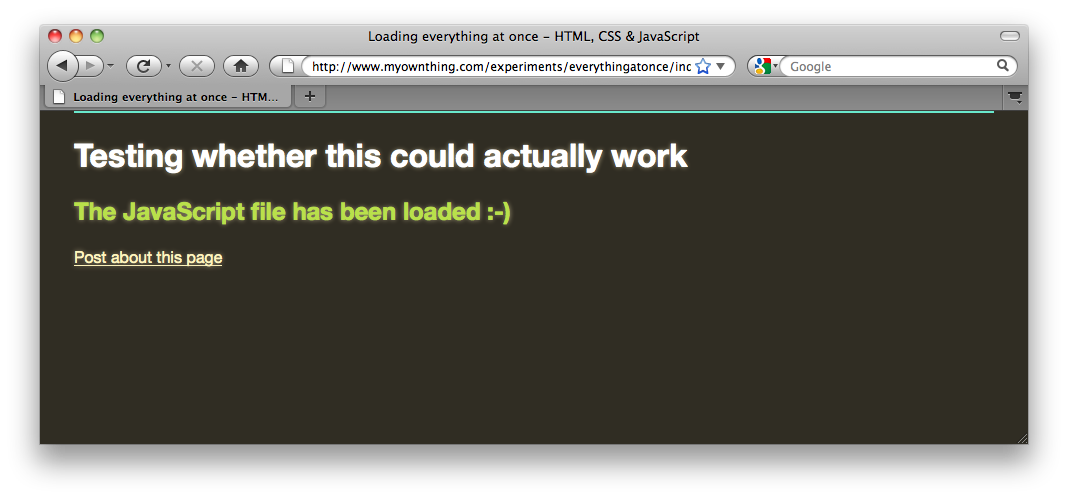 Loading everything at once – HTML, CSS & JavaScript
http://www.myownthing.com/experiments/everythingatonce/inc
Google
Loading everything at once – HTM...
Testing whether this could actually work
The JavaScript file has been loaded :-)
Post about this page